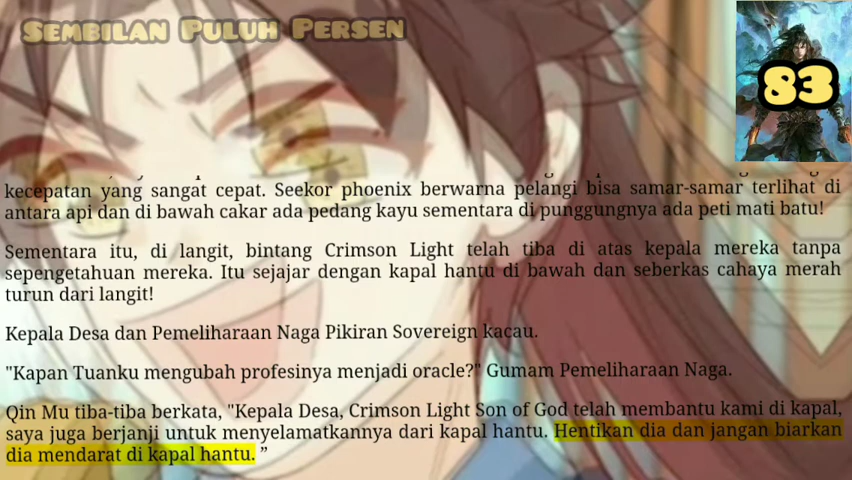 Sembilan Puluh Persen
83
kecepatan yang sangat cepat. Seekor phoenix berwarna pelangi bisa samar-samar terlihat di
antara api dan di bawah cakar ada pedang kayu sementara di punggungnya ada peti mati batu!
Sementara itu, di langit, bintang Crimson Light telah tiba di atas kepala mereka tanpa
sepengetahuan mereka. Itu sejajar dengan kapal hantu di bawah dan seberkas cahaya merah
turun dari langit!
Kepala Desa dan Pemeliharaan Naga Pikiran Sovereign kacau.
"Kapan Tuanku mengubah profesinya menjadi oracle?" Gumam Pemeliharaan Naga.
Qin Mu tiba-tiba berkata, "Kepala Desa, Crimson Light Son of God telah membantu kami di kapal,
saya juga berjanji untuk menyelamatkannya dari kapal hantu. Hentikan dia dan jangan biarkan
dia mendarat di kapal hantu. ”